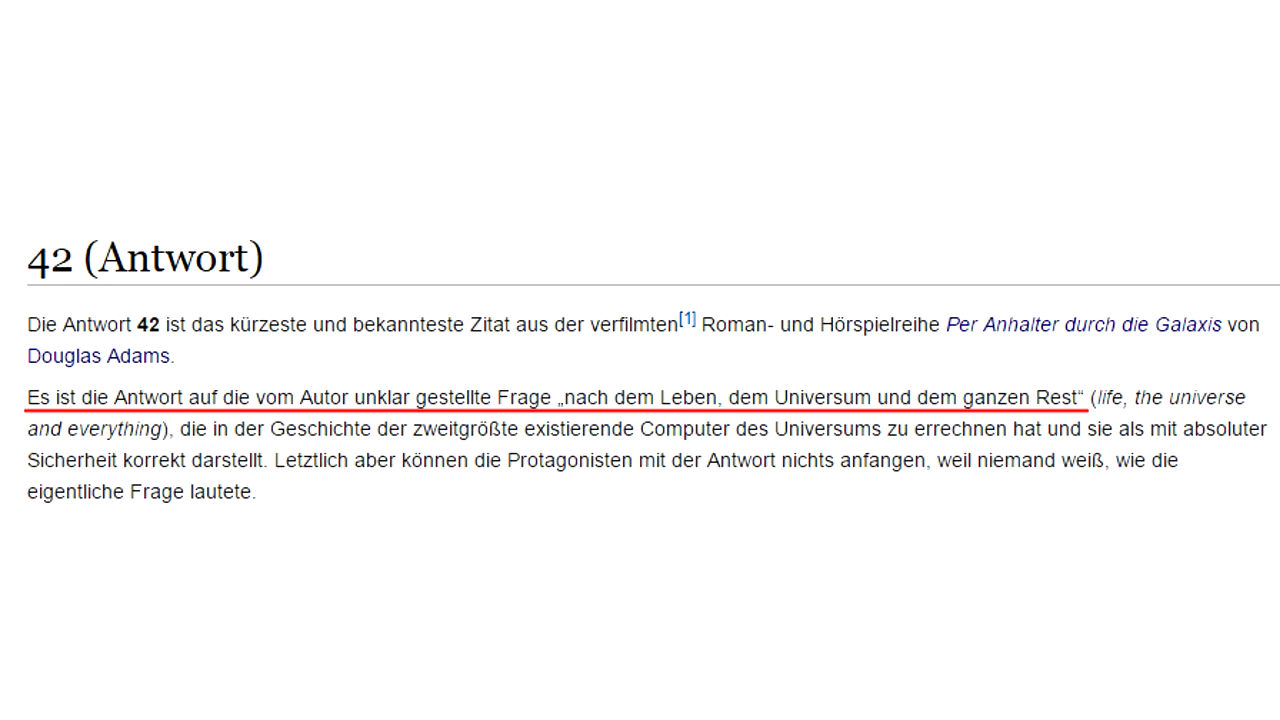 42 (Antwort)
Die Antwort 42 ist das kürzeste und bekannteste Zitat aus der verfilmten[1] Roman- und Hörspielreihe Per Anhalter durch die Galaxis von
Douglas Adams.
Es ist die Antwort auf die vom Autor unklar gestellte Frage „nach dem Leben, dem Universum und dem ganzen Rest“ (life, the universe
and everything), die in der Geschichte der zweitgrößte existierende Computer des Universums zu errechnen hat und sie als mit absoluter
Sicherheit korrekt darstellt. Letztlich aber können die Protagonisten mit der Antwort nichts anfangen, weil niemand weiß, wie die
eigentliche Frage lautete.